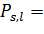 P_{s,l} =